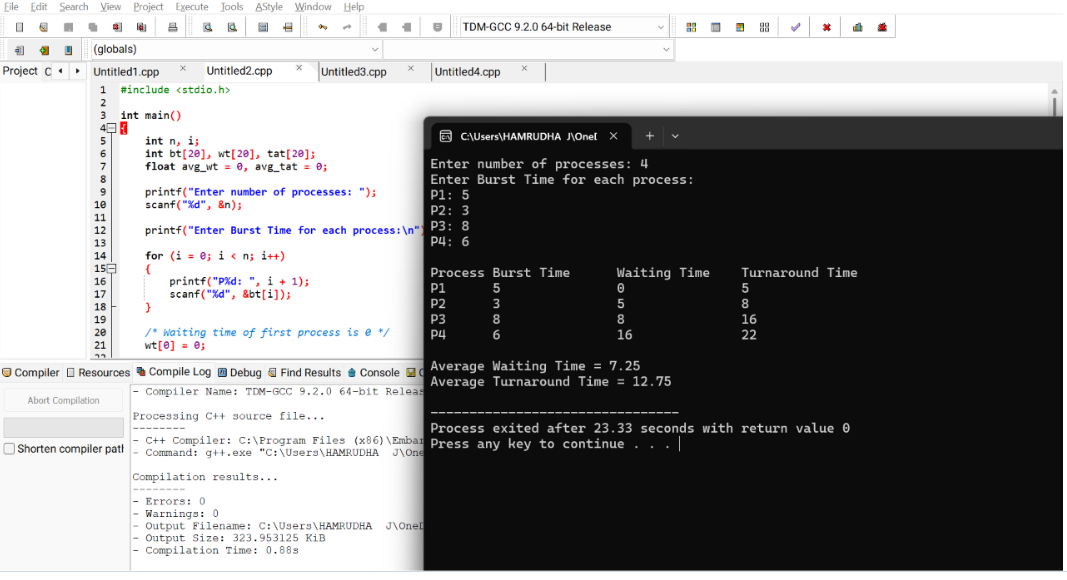 File Edit Search View Project Execute Tools AStyle Window Help
TDM-GCC 9.2.0 64-bit Release
(globals)
Project C
Untitled1.cpp Untitled2.cpp Untitled3.cpp Untitled4.cpp
1 #include <stdio.h>
2
3 int main()
4 {
5 int n, i;
6 int bt[20], wt[20], tat[20];
7 float avg_wt = 0, avg_tat = 0;
8
9 printf("Enter number of processes: ");
10 scanf("%d", &n);
11
12 printf("Enter Burst Time for each process:\n"
13
14 for (i = 0; i < n; i++)
15 {
16 printf("P%d: ", i + 1);
17 scanf("%d", &bt[i]);
18 }
19
20 /* Waiting time of first process is 0 */
21 wt[0] = 0;
22
Compiler Resources Compile Log Debug Find Results Console
Abort Compilation
Shorten compiler path
- Compiler Name: TDM-GCC 9.2.0 64-bit Releas
Processing C++ source file...
--------
- C++ Compiler: C:\Program Files (x86)\Embar
- Command: g++.exe "C:\Users\HAMRUDHA J\One
Compilation results...
--------
- Errors: 0
- Warnings: 0
- Output Filename: C:\Users\HAMRUDHA J\OneD
- Output Size: 323.953125 KiB
- Compilation Time: 0.88s
C:\Users\HAMRUDHA J\OneD
Enter number of processes: 4
Enter Burst Time for each process:
P1: 5
P2: 3
P3: 8
P4: 6
Process Burst Time Waiting Time Turnaround Time
P1 5 0 5
P2 3 5 8
P3 8 8 16
P4 6 16 22
Average Waiting Time = 7.25
Average Turnaround Time = 12.75
--------------------------------
Process exited after 23.33 seconds with return value 0
Press any key to continue . . .